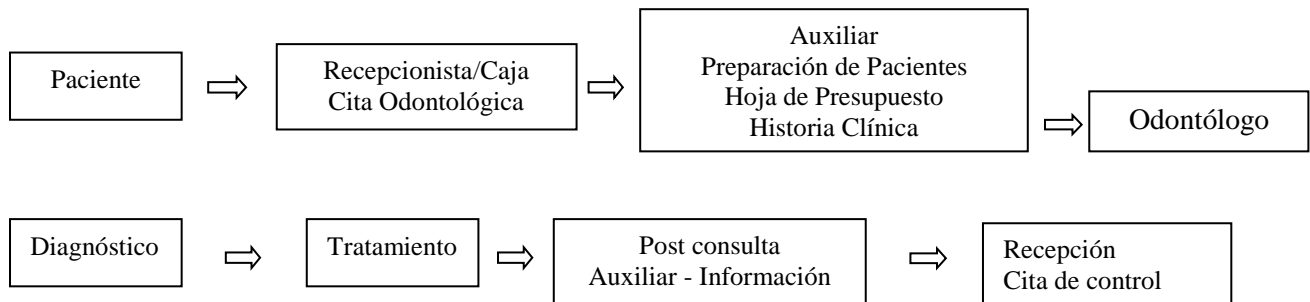 Paciente
Recepcionista/Caja
Cita Odontológica
Auxiliar
Preparación de Pacientes
Hoja de Presupuesto
Historia Clínica
Odontólogo
Diagnóstico
Tratamiento
Post consulta
Auxiliar - Información
Recepción
Cita de control